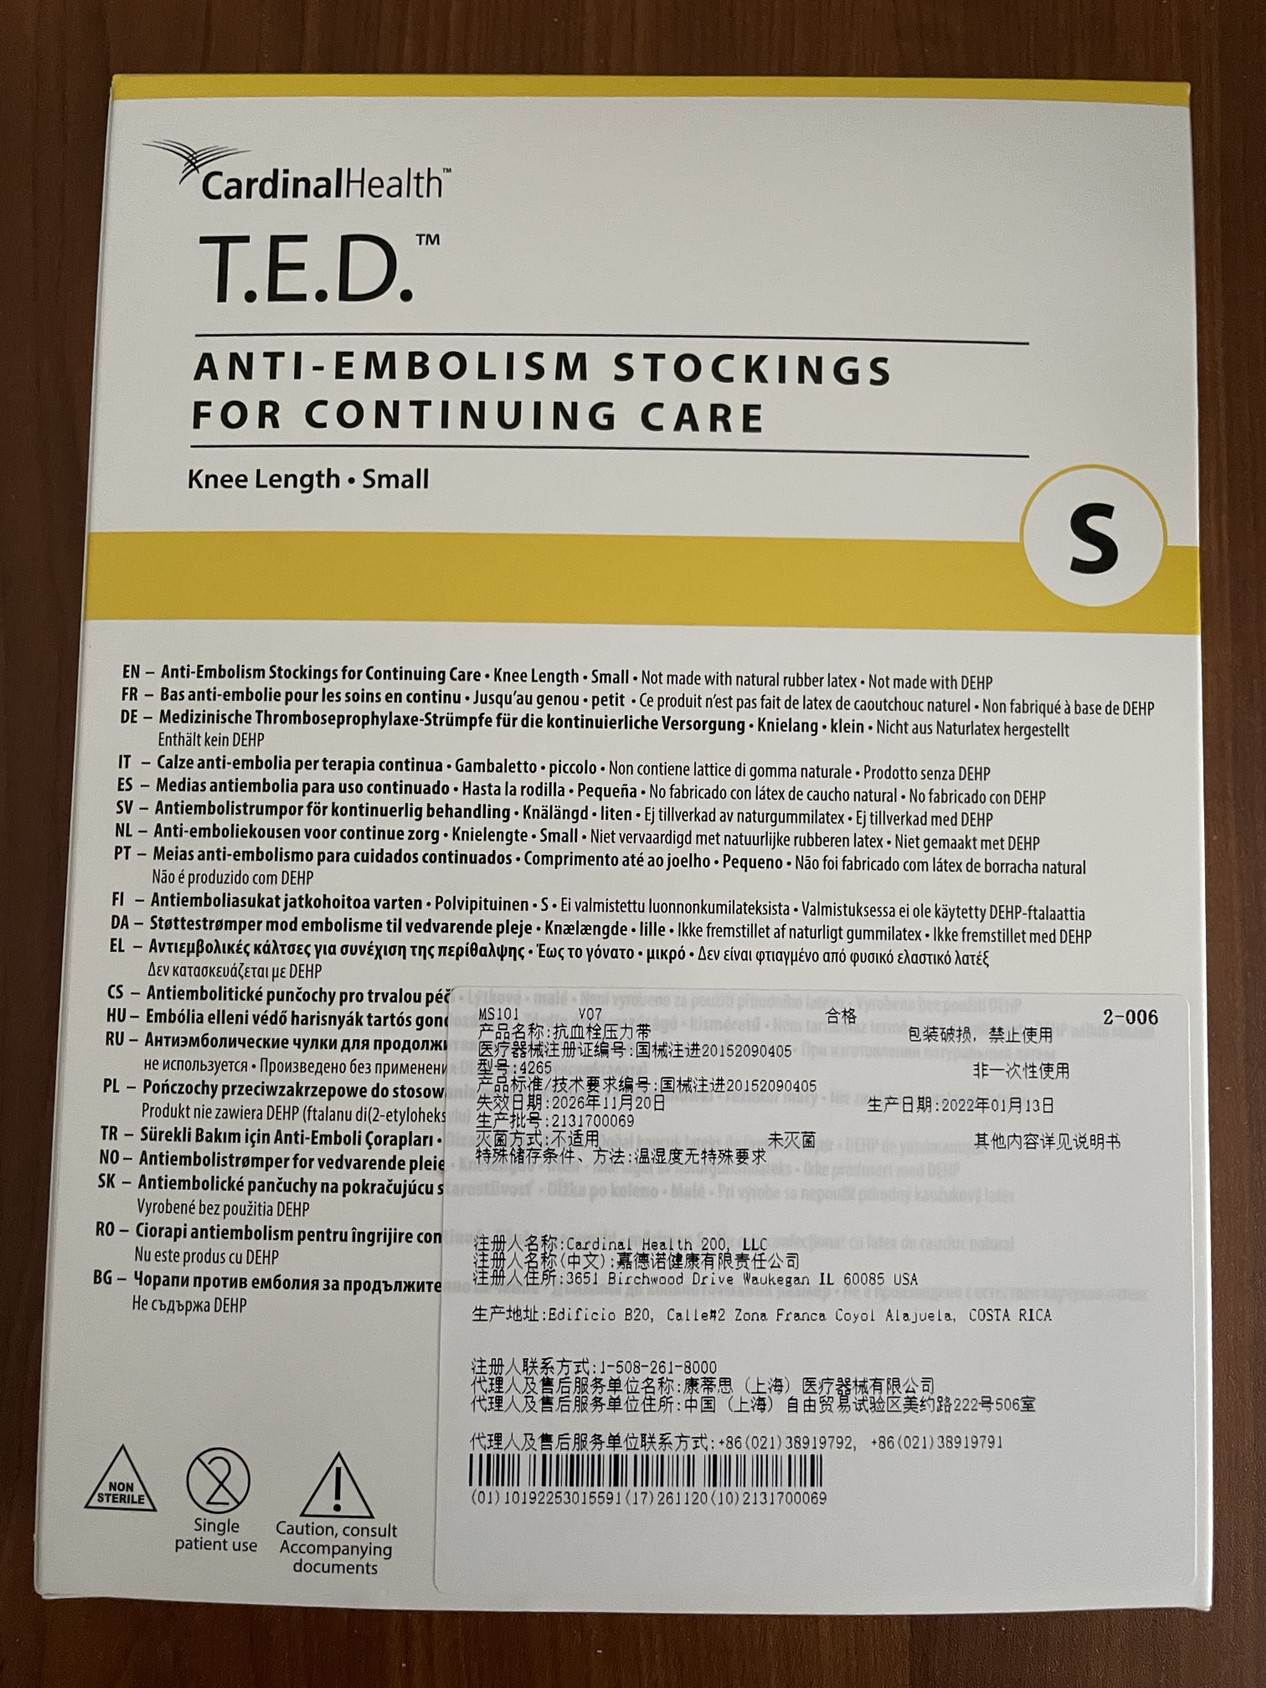 CardinalHealth™
T.E.D.™
ANTI-EMBOLISM STOCKINGS
FOR CONTINUING CARE
Knee Length • Small
S
EN – Anti-Embolism Stockings for Continuing Care • Knee Length • Small • Not made with natural rubber latex • Not made with DEHP
FR – Bas anti-embolie pour les soins en continu • Jusqu'au genou • petit • Ce produit n'est pas fait de latex de caoutchouc naturel • Non fabriqué à base de DEHP
DE – Medizinische Thromboseprophylaxe-Strümpfe für die kontinuierliche Versorgung • Knielang • klein • Nicht aus Naturlatex hergestellt
Enthält kein DEHP
IT – Calze anti-embolia per terapia continua • Gambaletto • piccolo • Non contiene lattice di gomma naturale • Prodotto senza DEHP
ES – Medias antiembolia para uso continuado • Hasta la rodilla • Pequeña • No fabricado con látex de caucho natural • No fabricado con DEHP
SV – Antiembolistrumpor för kontinuerlig behandling • Knälängd • liten • Ej tillverkad av naturgummilatex • Ej tillverkad med DEHP
NL – Anti-emboliekousen voor continue zorg • Knielengte • Small • Niet vervaardigd met natuurlijke rubberen latex • Niet gemaakt met DEHP
PT – Meias anti-embolismo para cuidados continuados • Comprimento até ao joelho • Pequeno • Não foi fabricado com látex de borracha natural
Não é produzido com DEHP
FI – Antiemboliasukat jatkohoitoa varten • Polvipituinen • S • Ei valmistettu luonnonkumilateksista • Valmistuksessa ei ole käytetty DEHP-ftalaattia
DA – Støttestrømper mod embolisme til vedvarende pleje • Knælængde • lille • Ikke fremstillet af naturligt gummilatex • Ikke fremstillet med DEHP
EL – Αντιεμβολικές κάλτσες για συνέχιση της περίθαλψης • Έως το γόνατο • μικρό • Δεν είναι φτιαγμένο από φυσικό ελαστικό λατέξ
Δεν κατασκευάζεται με DEHP
CS – Antiembolitické punčochy pro trvalou péč
HU – Embólia elleni védő harisnyák tartós gond
RU – Антиэмболические чулки для продолжи
не используется • Произведено без применени
PL – Pończochy przeciwzakrzepowe do stosow
Produkt nie zawiera DEHP (ftalanu di(2-etyloheks
TR – Sürekli Bakım için Anti-Emboli Çorapları •
NO – Antiembolistrømper for vedvarende pleie
SK – Antiembolické pančuchy na pokračujúcu s
Vyrobené bez použitia DEHP
RO – Ciorapi antiembolism pentru îngrijire con
Nu este produs cu DEHP
BG – Чорапи против емболия за продължите
Не съдържа DEHP
MS101 V07 合格 2-006
产品名称:抗血栓压力带 包装破损, 禁止使用
医疗器械注册证编号:国械注进20152090405
型号:4265 非一次性使用
产品标准/技术要求编号:国械注进20152090405
失效日期:2026年11月20日 生产日期:2022年01月13日
生产批号:2131700069
灭菌方式:不适用 未灭菌 其他内容详见说明书
特殊储存条件、方法:温湿度无特殊要求
注册人名称:Cardinal Health 200, LLC
注册人名称(中文):嘉德诺健康有限责任公司
注册人住所:3651 Birchwood Drive Waukegan IL 60085 USA
生产地址:Edificio B20, Calle#2 Zona Franca Coyol Alajuela, COSTA RICA
注册人联系方式:1-508-261-8000
代理人及售后服务单位名称:康蒂思（上海）医疗器械有限公司
代理人及售后服务单位住所:中国（上海）自由贸易试验区美约路222号506室
代理人及售后服务单位联系方式:+86(021)38919792, +86(021)38919791
(01)10192253015591(17)261120(10)2131700069
NON
STERILE
2
Single
patient use
!
Caution, consult
Accompanying
documents